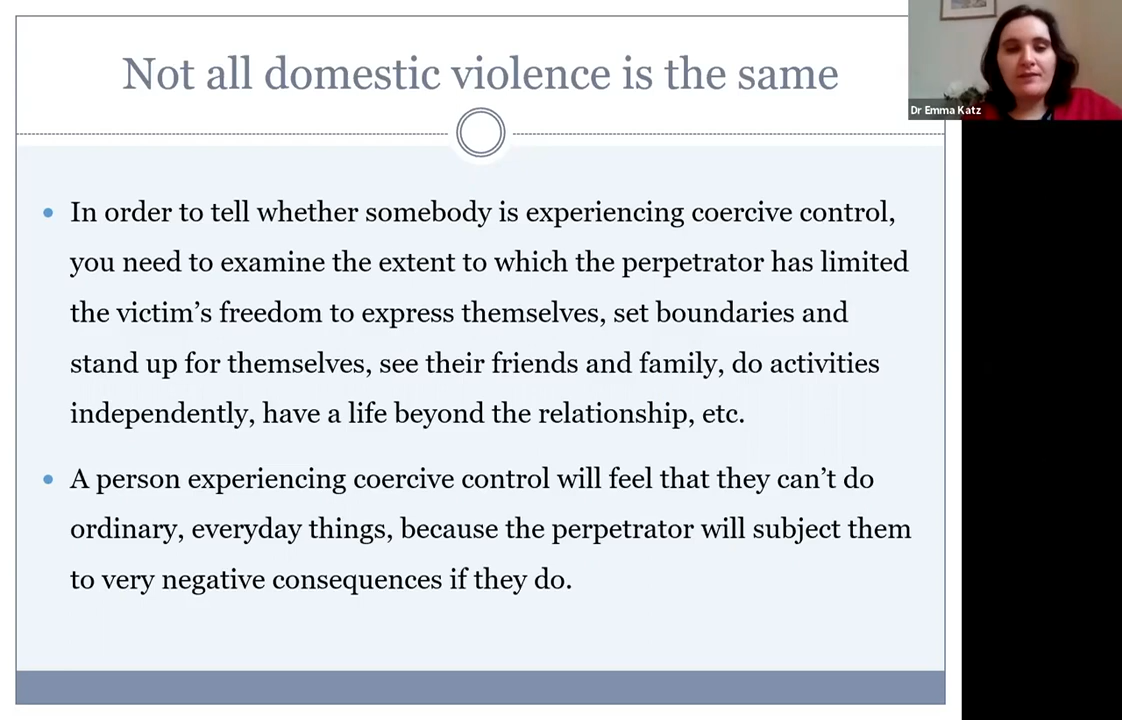 Not all domestic violence is the same
Dr Emma Katz
• In order to tell whether somebody is experiencing coercive control,
you need to examine the extent to which the perpetrator has limited
the victim’s freedom to express themselves, set boundaries and
stand up for themselves, see their friends and family, do activities
independently, have a life beyond the relationship, etc.
• A person experiencing coercive control will feel that they can’t do
ordinary, everyday things, because the perpetrator will subject them
to very negative consequences if they do.